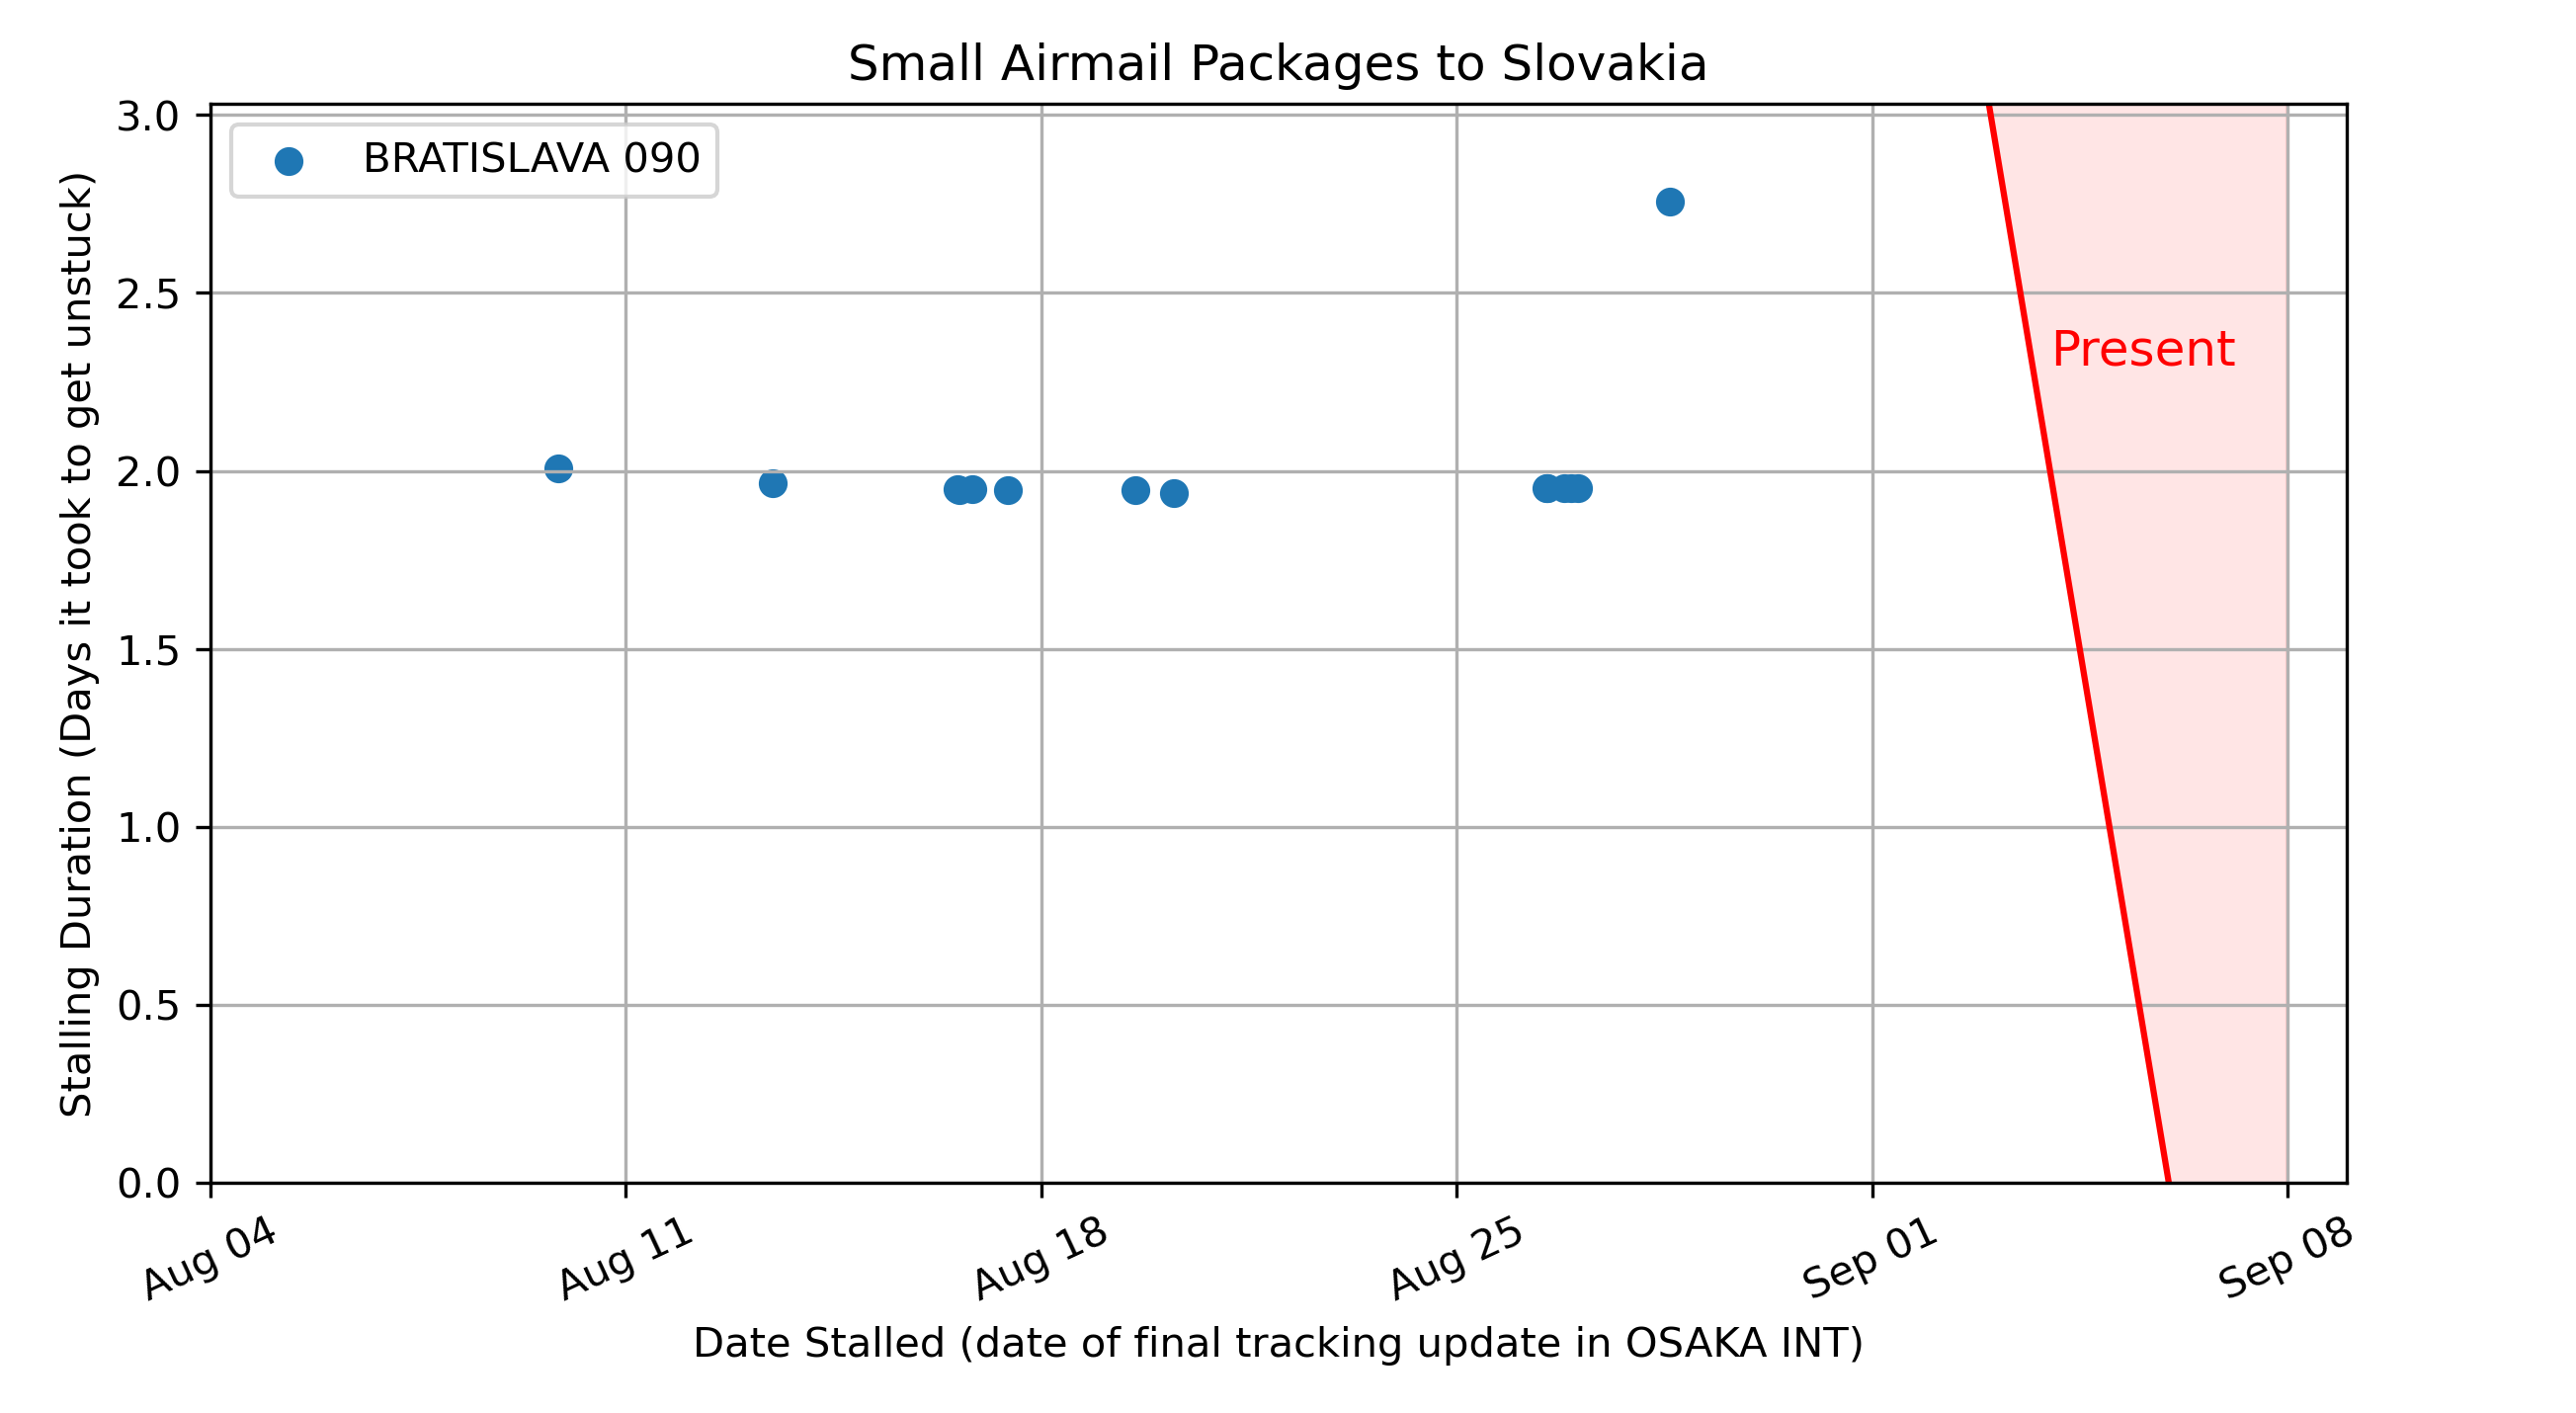 Small Airmail Packages to Slovakia
BRATISLAVA 090
Present
Stalling Duration (Days it took to get unstuck)
3.0
2.5
2.0
1.5
1.0
0.5
0.0
Aug 04
Aug 11
Aug 18
Aug 25
Sep 01
Sep 08
Date Stalled (date of final tracking update in OSAKA INT)